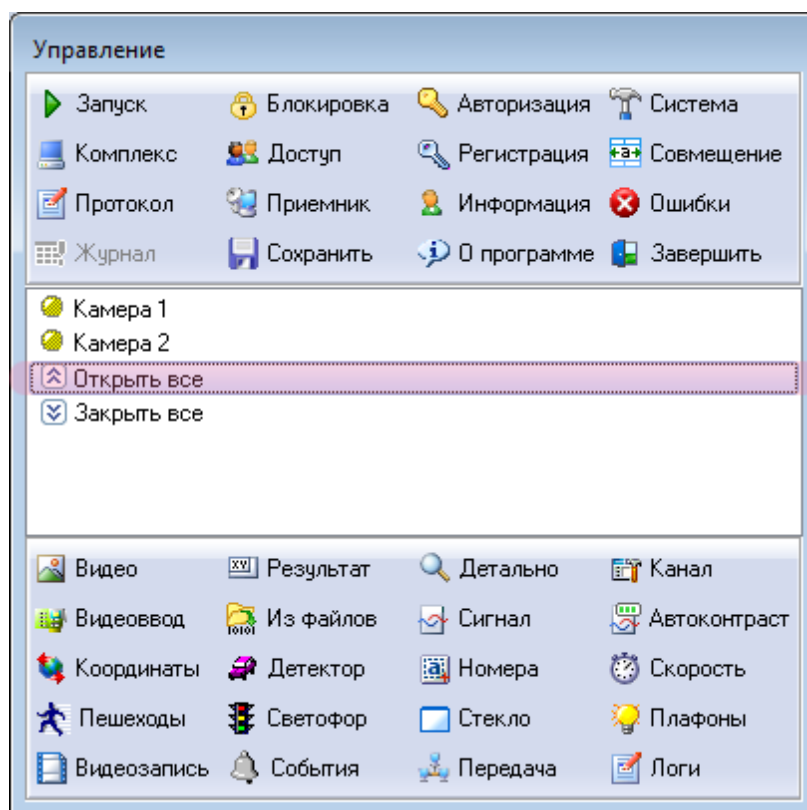 Управление
Запуск Блокировка Авторизация Система
Комплекс Доступ Регистрация Совмещение
Протокол Приемник Информация Ошибки
Журнал Сохранить О программе Завершить
Камера 1
Камера 2
Открыть все
Закрыть все
Видео Результат Детально Канал
Видеоввод Из файлов Сигнал Автоконтраст
Координаты Детектор Номера Скорость
Пешеходы Светофор Стекло Плафоны
Видеозапись События Передача Логи